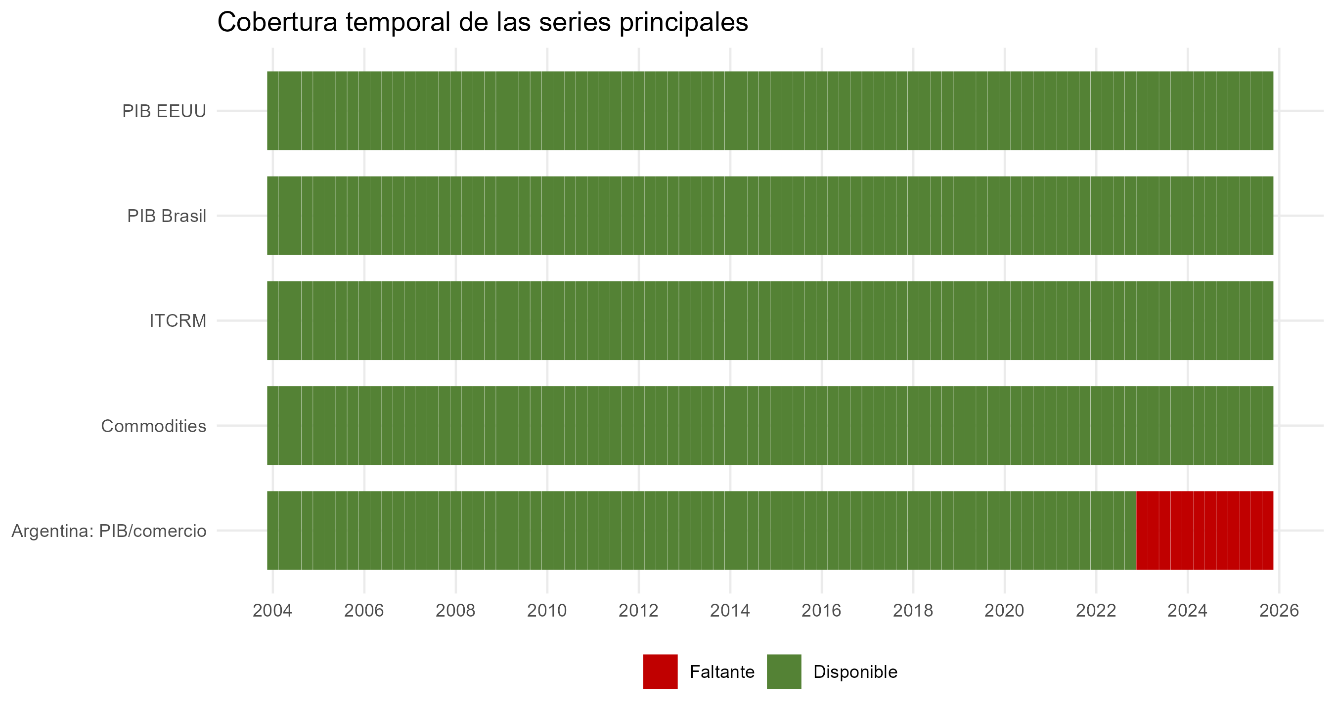 Cobertura temporal de las series principales
PIB EEUU
PIB Brasil
ITCRM
Commodities
Argentina: PIB/comercio
2004 2006 2008 2010 2012 2014 2016 2018 2020 2022 2024 2026
Faltante Disponible